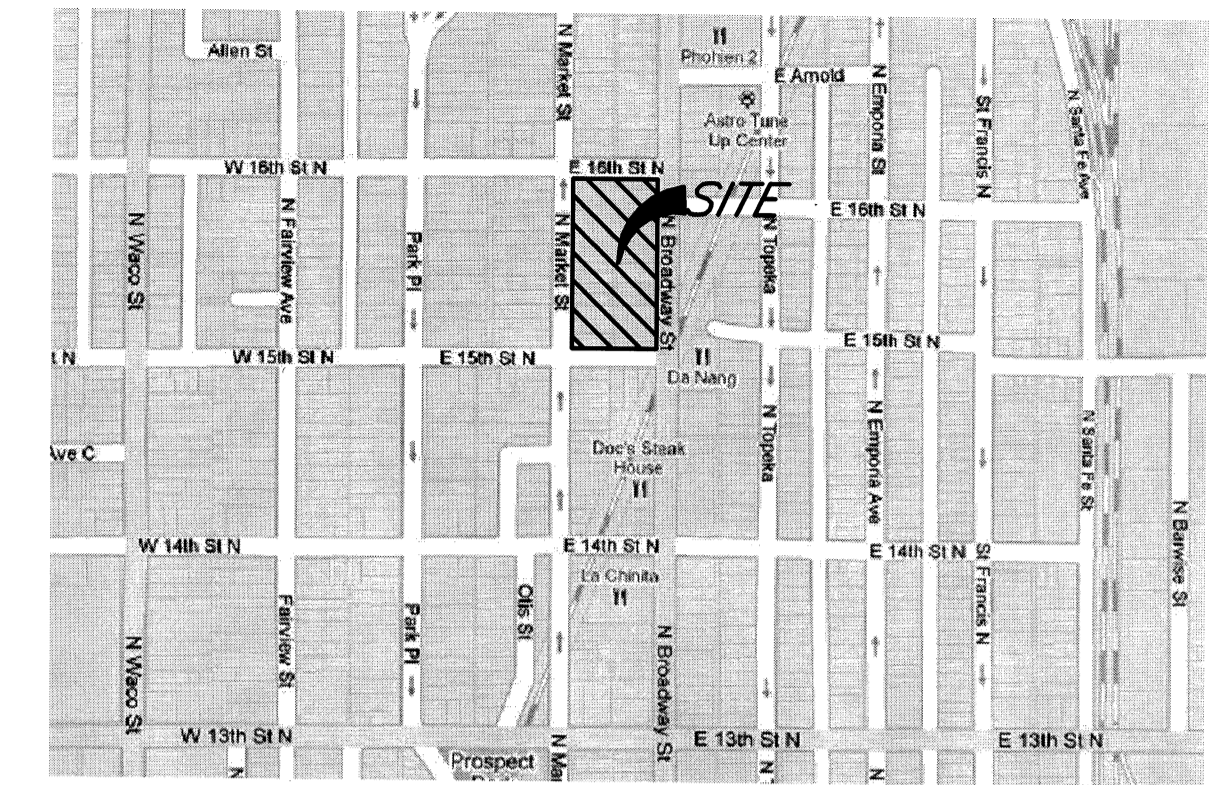 Allen St
N Market St
Phohien 2
E Arnold
N Emporia St
St Francis N
N Santa Fe Ave
Astro Tune
Up Center
W 16th St N
E 16th St N
SITE
E 16th St N
N Waco St
N Fairview Ave
Park Pl
N Market St
N Broadway St
N Topeka
t N
W 15th St N
E 15th St N
E 15th St N
Da Nang
Ave C
Doc's Steak
House
N Topeka
N Emporia Ave
N Santa Fe St
N Barwise St
W 14th St N
E 14th St N
E 14th St N
St Francis N
La Chinita
Otis St
N Waco St
Fairview St
Park Pl
N Broadway St
W 13th St N
E 13th St N
E 13th St N
Prospect
N
N Ma
N
N